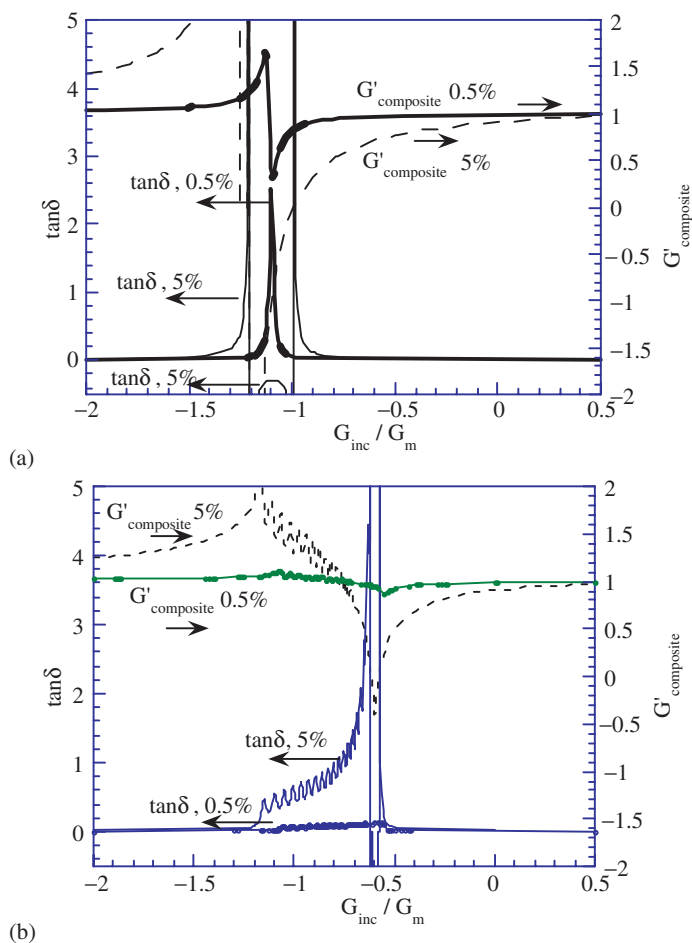 5
4
3
2
1
0
tanδ
2
1.5
1
0.5
0
−0.5
−1
−1.5
−2
G'composite
G'composite 0.5%
G'composite 5%
tanδ, 0.5%
tanδ, 5%
tanδ, 5%
−2 −1.5 −1 −0.5 0 0.5
Ginc / Gm
(a)
5
4
3
2
1
0
tanδ
2
1.5
1
0.5
0
−0.5
−1
−1.5
−2
G'composite
G'composite 5%
G'composite 0.5%
tanδ, 5%
tanδ, 0.5%
−2 −1.5 −1 −0.5 0 0.5
Ginc / Gm
(b)